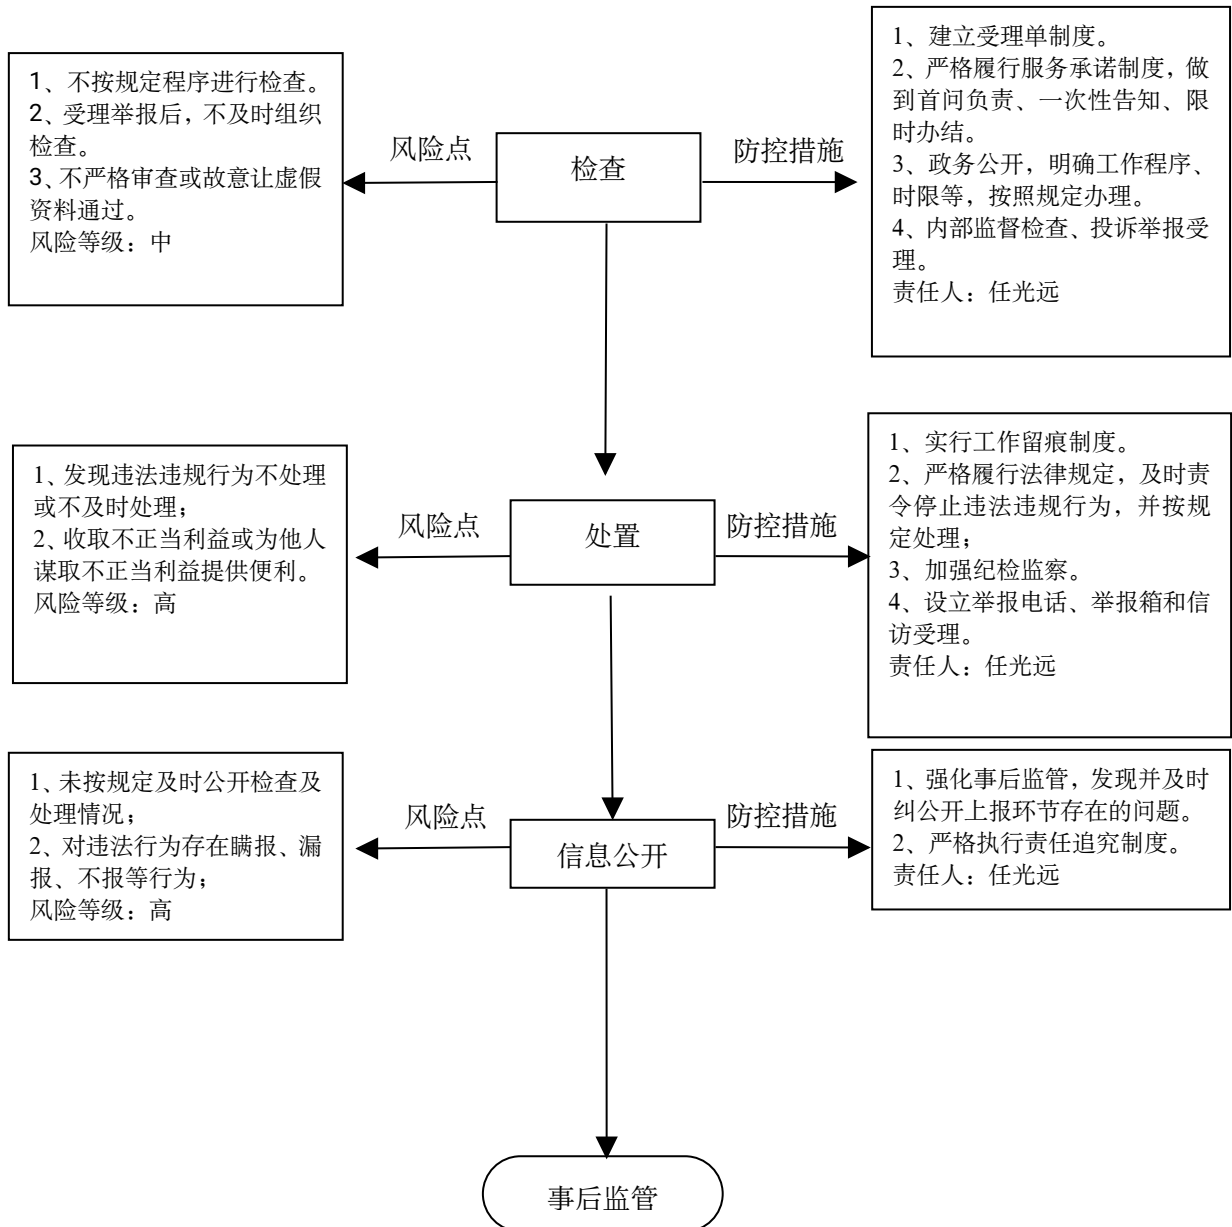 1、不按规定程序进行检查。
2、受理举报后，不及时组织
检查。
3、不严格审查或故意让虚假
资料通过。
风险等级：中
风险点
检查
防控措施
1、建立受理单制度。
2、严格履行服务承诺制度，做
到首问负责、一次性告知、限
时办结。
3、政务公开，明确工作程序、
时限等，按照规定办理。
4、内部监督检查、投诉举报受
理。
责任人：任光远
1、发现违法违规行为不处理
或不及时处理；
2、收取不正当利益或为他人
谋取不正当利益提供便利。
风险等级：高
风险点
处置
防控措施
1、实行工作留痕制度。
2、严格履行法律规定，及时责
令停止违法违规行为，并按规
定处理；
3、加强纪检监察。
4、设立举报电话、举报箱和信
访受理。
责任人：任光远
1、未按规定及时公开检查及
处理情况；
2、对违法行为存在瞒报、漏
报、不报等行为；
风险等级：高
风险点
信息公开
防控措施
1、强化事后监管，发现并及时
纠公开上报环节存在的问题。
2、严格执行责任追究制度。
责任人：任光远
事后监管